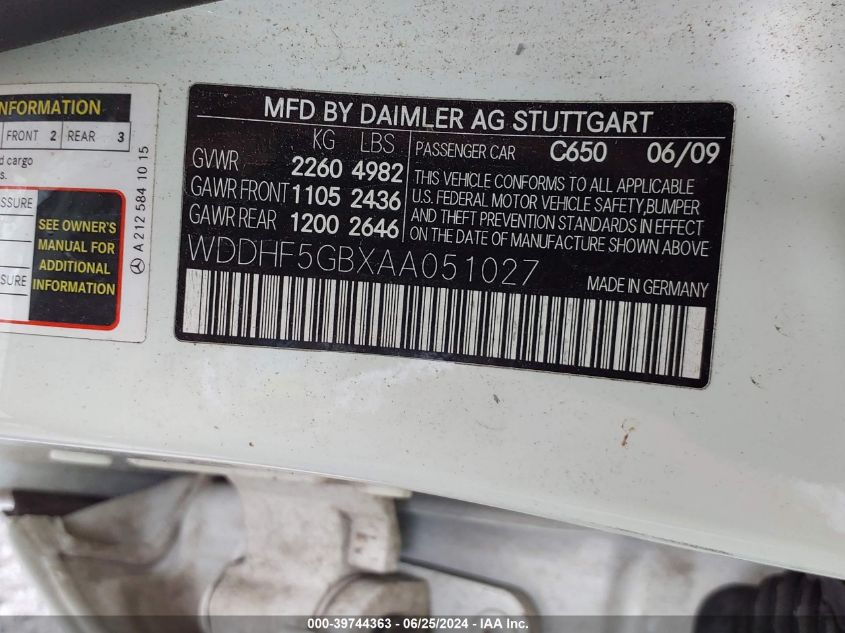 NFORMATION
FRONT 2 REAR 3
d cargo
s.
SSURE
SSURE
SEE OWNER'S
MANUAL FOR
ADDITIONAL
INFORMATION
A 212 584 10 15
MFD BY DAIMLER AG STUTTGART
KG LBS
GVWR 2260 4982
GAWR FRONT 1105 2436
GAWR REAR 1200 2646
PASSENGER CAR C650 06/09
THIS VEHICLE CONFORMS TO ALL APPLICABLE
U.S. FEDERAL MOTOR VEHICLE SAFETY,BUMPER
AND THEFT PREVENTION STANDARDS IN EFFECT
ON THE DATE OF MANUFACTURE SHOWN ABOVE
WDDHF5GBXAA051027
MADE IN GERMANY
000-39744363 - 06/25/2024 - IAA Inc.